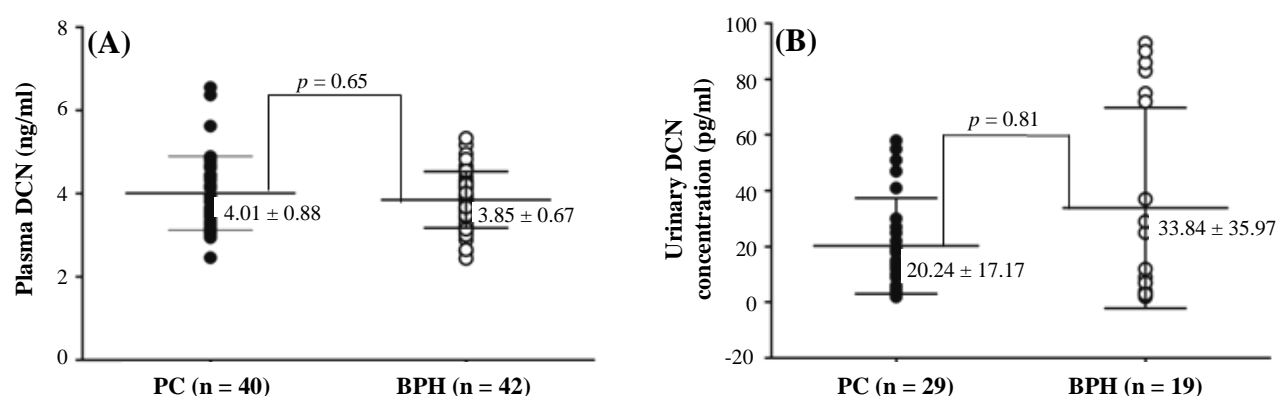 (A)
Plasma DCN (ng/ml)
8
6
4
2
0
p = 0.65
4.01 ± 0.88
3.85 ± 0.67
PC (n = 40)
BPH (n = 42)
(B)
Urinary DCN
concentration (pg/ml)
100
80
60
40
20
0
-20
p = 0.81
20.24 ± 17.17
33.84 ± 35.97
PC (n = 29)
BPH (n = 19)